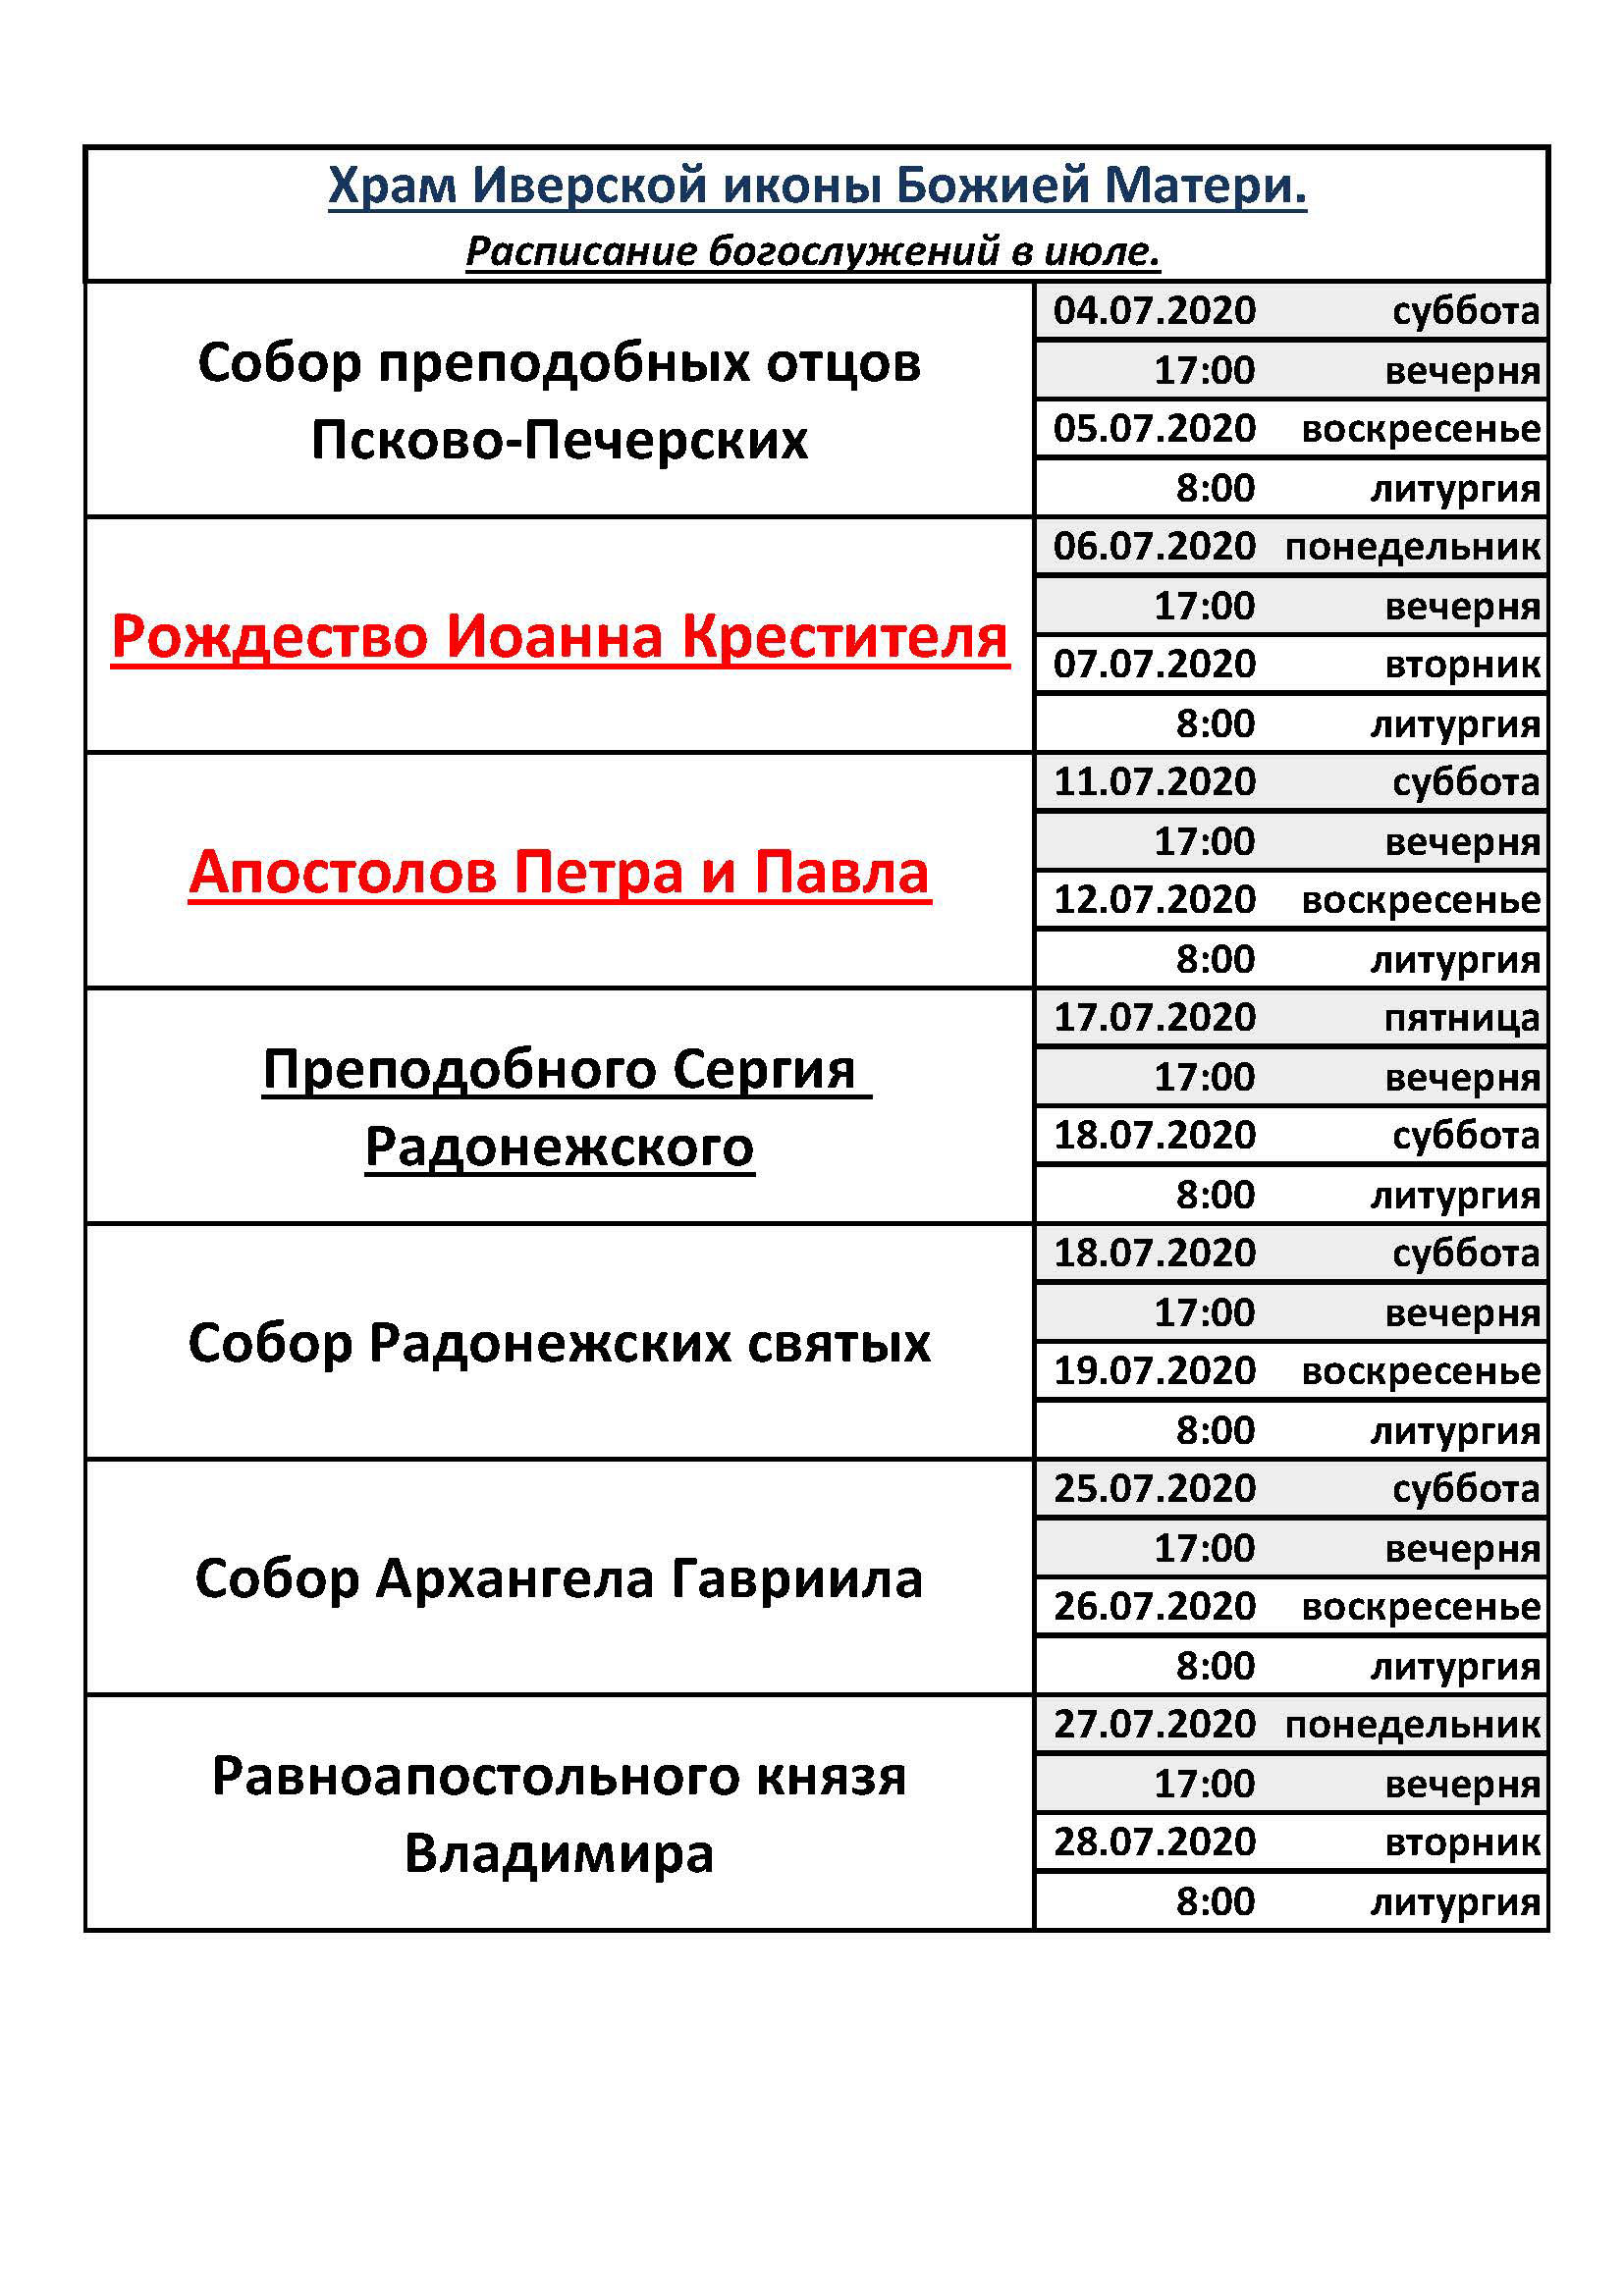 Храм Иверской иконы Божией Матери.
Расписание богослужений в июле.
Собор преподобных отцов
Псково-Печерских
04.07.2020 суббота
17:00 вечерня
05.07.2020 воскресенье
8:00 литургия
Рождество Иоанна Крестителя
06.07.2020 понедельник
17:00 вечерня
07.07.2020 вторник
8:00 литургия
Апостолов Петра и Павла
11.07.2020 суббота
17:00 вечерня
12.07.2020 воскресенье
8:00 литургия
Преподобного Сергия
Радонежского
17.07.2020 пятница
17:00 вечерня
18.07.2020 суббота
8:00 литургия
Собор Радонежских святых
18.07.2020 суббота
17:00 вечерня
19.07.2020 воскресенье
8:00 литургия
Собор Архангела Гавриила
25.07.2020 суббота
17:00 вечерня
26.07.2020 воскресенье
8:00 литургия
Равноапостольного князя
Владимира
27.07.2020 понедельник
17:00 вечерня
28.07.2020 вторник
8:00 литургия